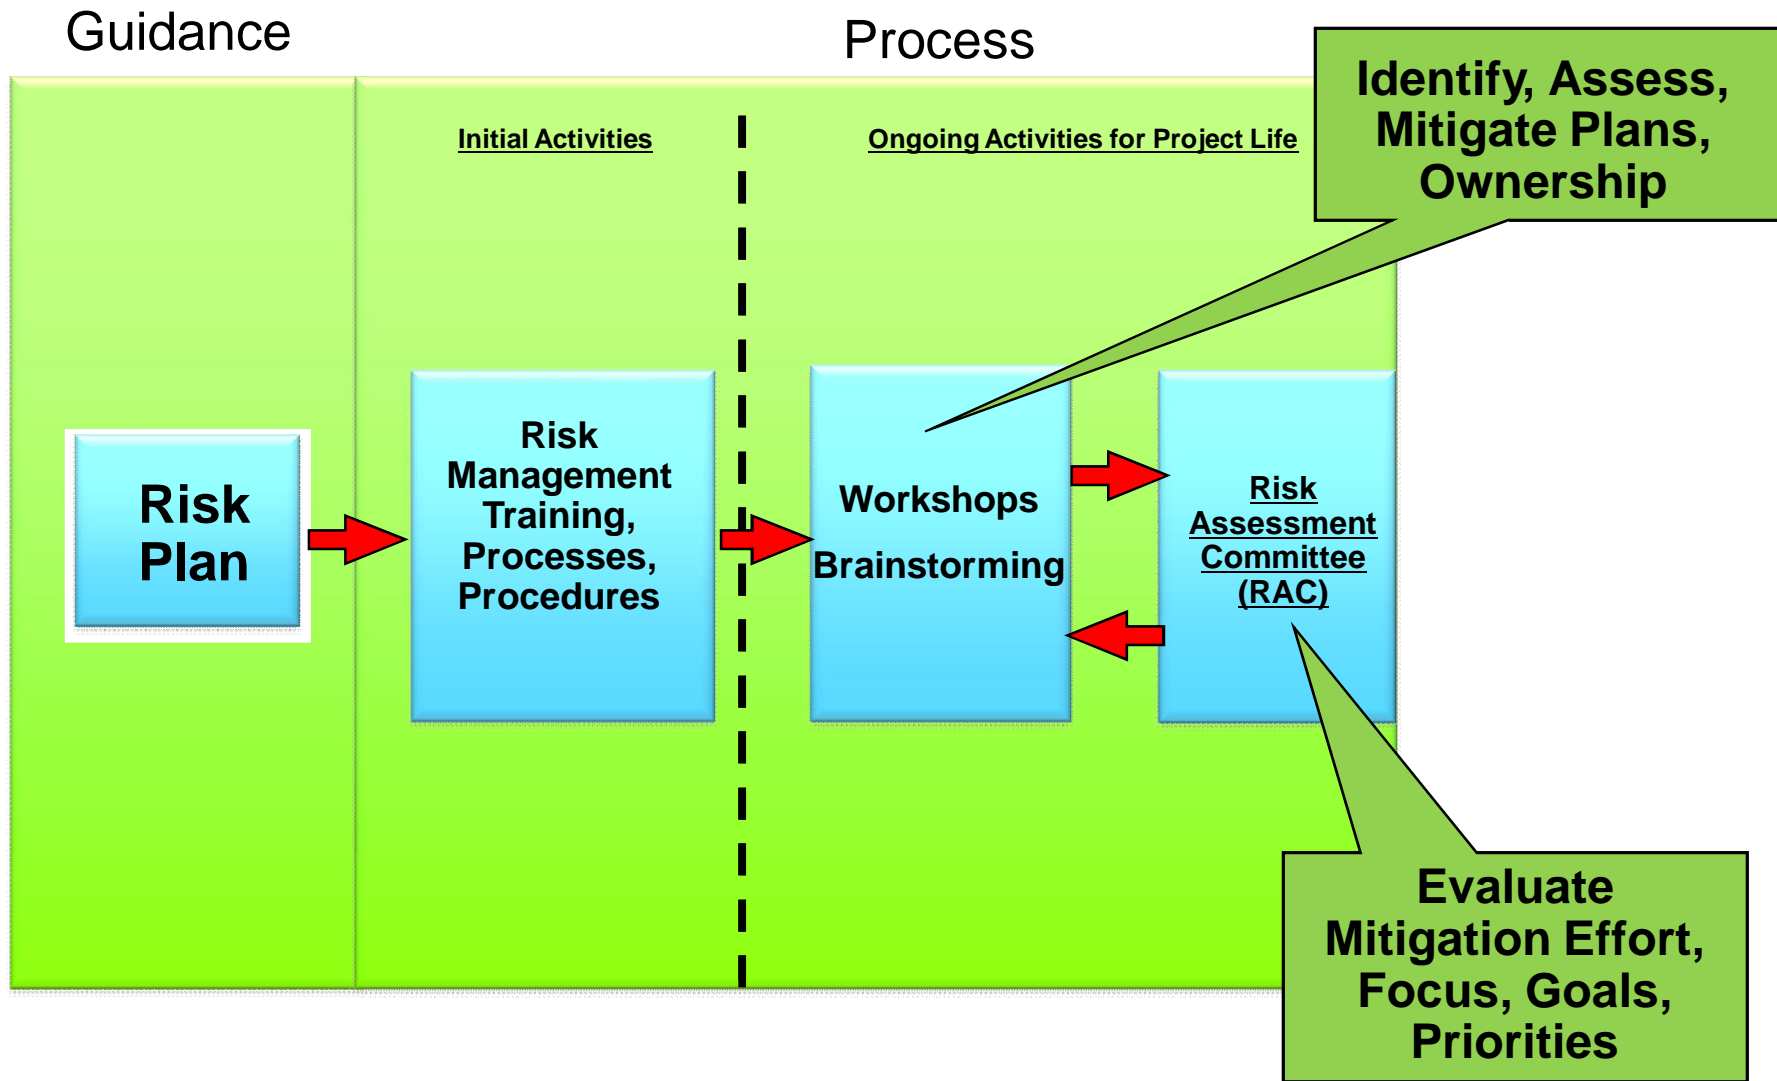 Guidance
Process
Identify, Assess,
Mitigate Plans,
Ownership
Initial Activities
Ongoing Activities for Project Life
Risk
Plan
Risk
Management
Training,
Processes,
Procedures
Workshops
Brainstorming
Risk
Assessment
Committee
(RAC)
Evaluate
Mitigation Effort,
Focus, Goals,
Priorities